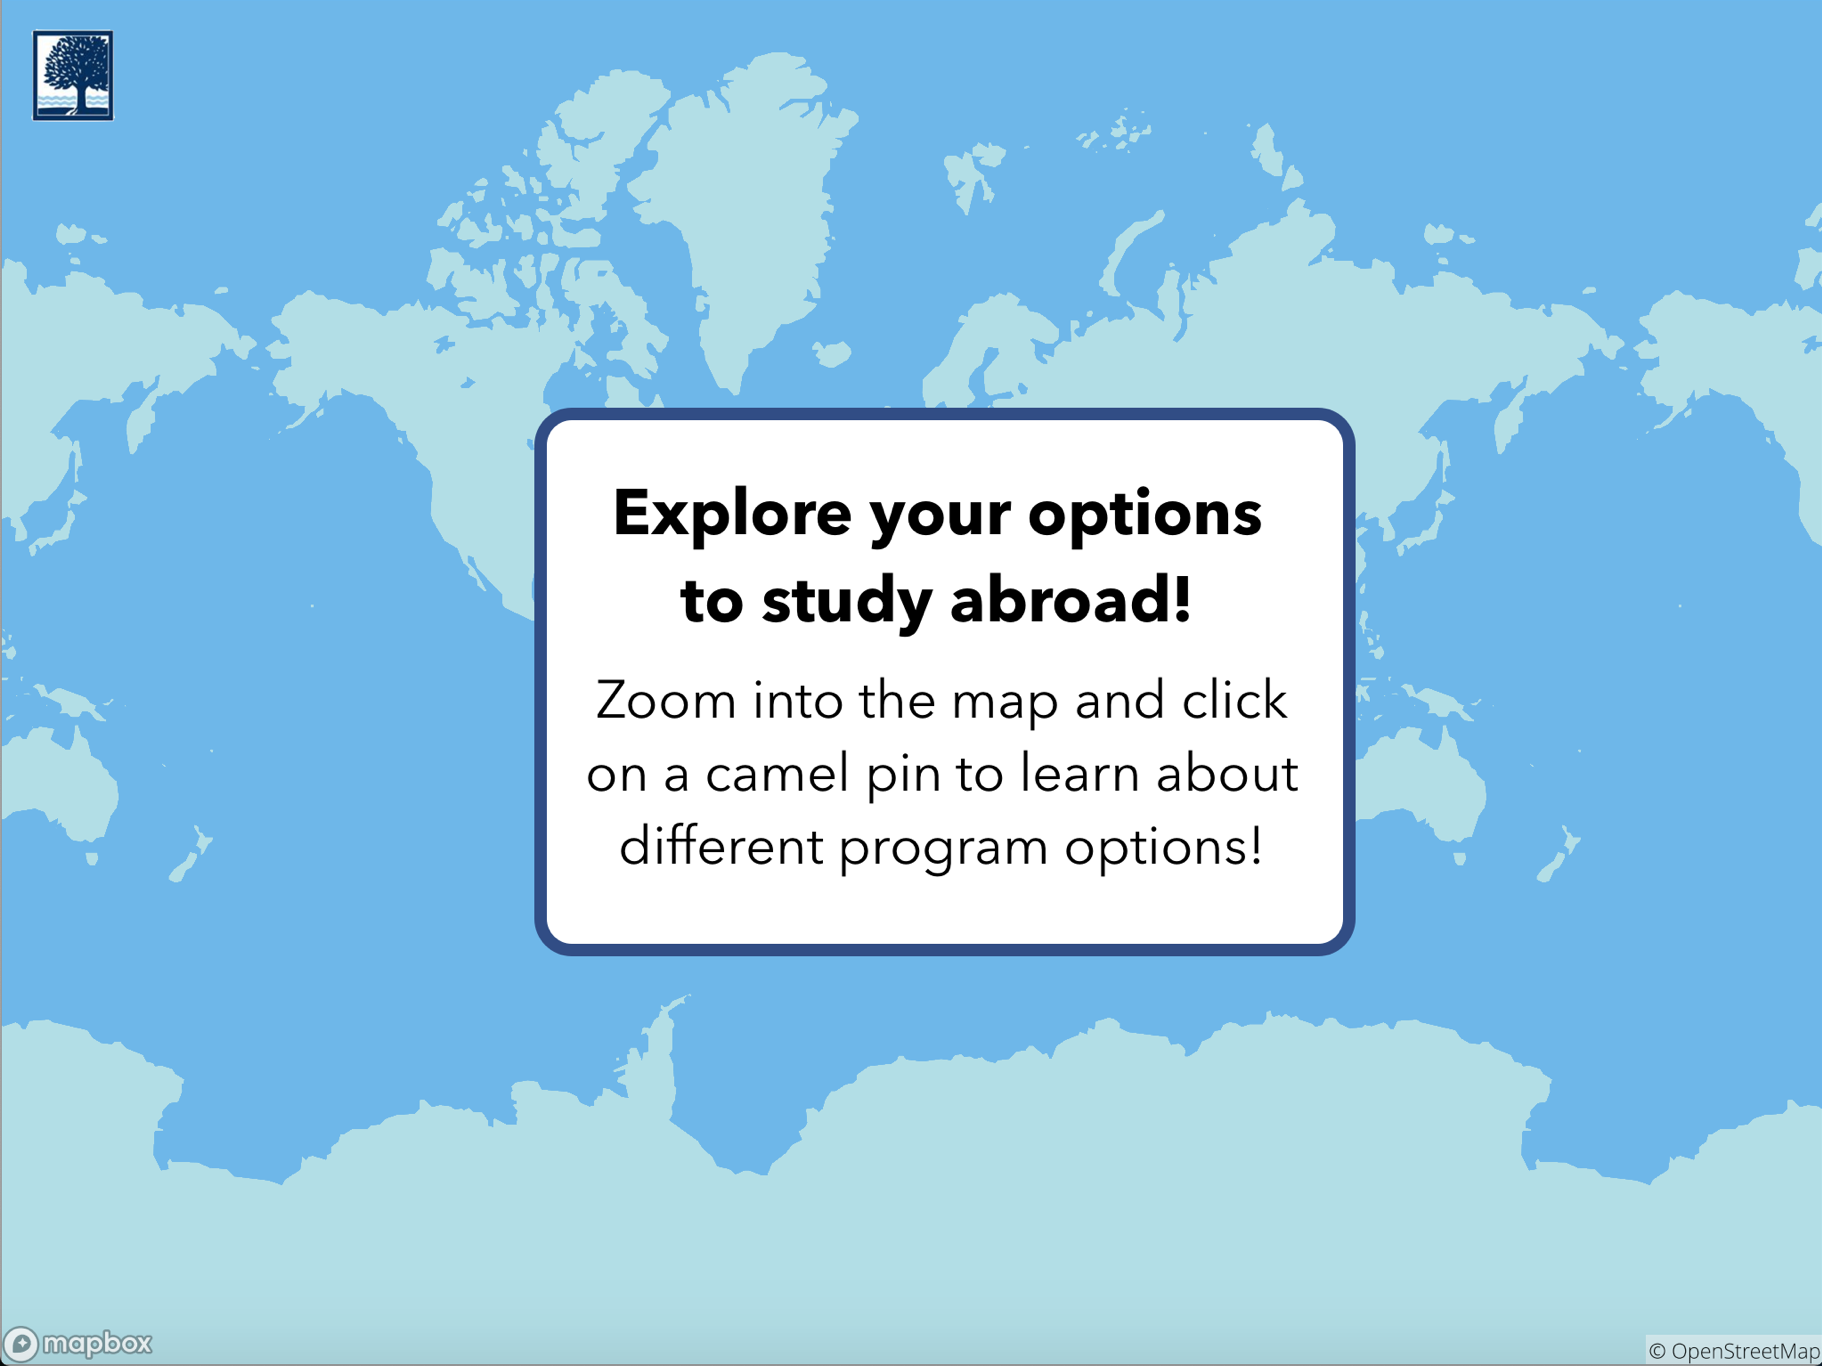 Explore your options
to study abroad!
Zoom into the map and click
on a camel pin to learn about
different program options!
mapbox
© OpenStreetMap